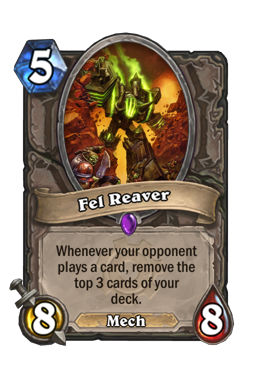 5
Fel Reaver
Whenever your opponent
plays a card, remove the
top 3 cards of your
deck.
8
Mech
8